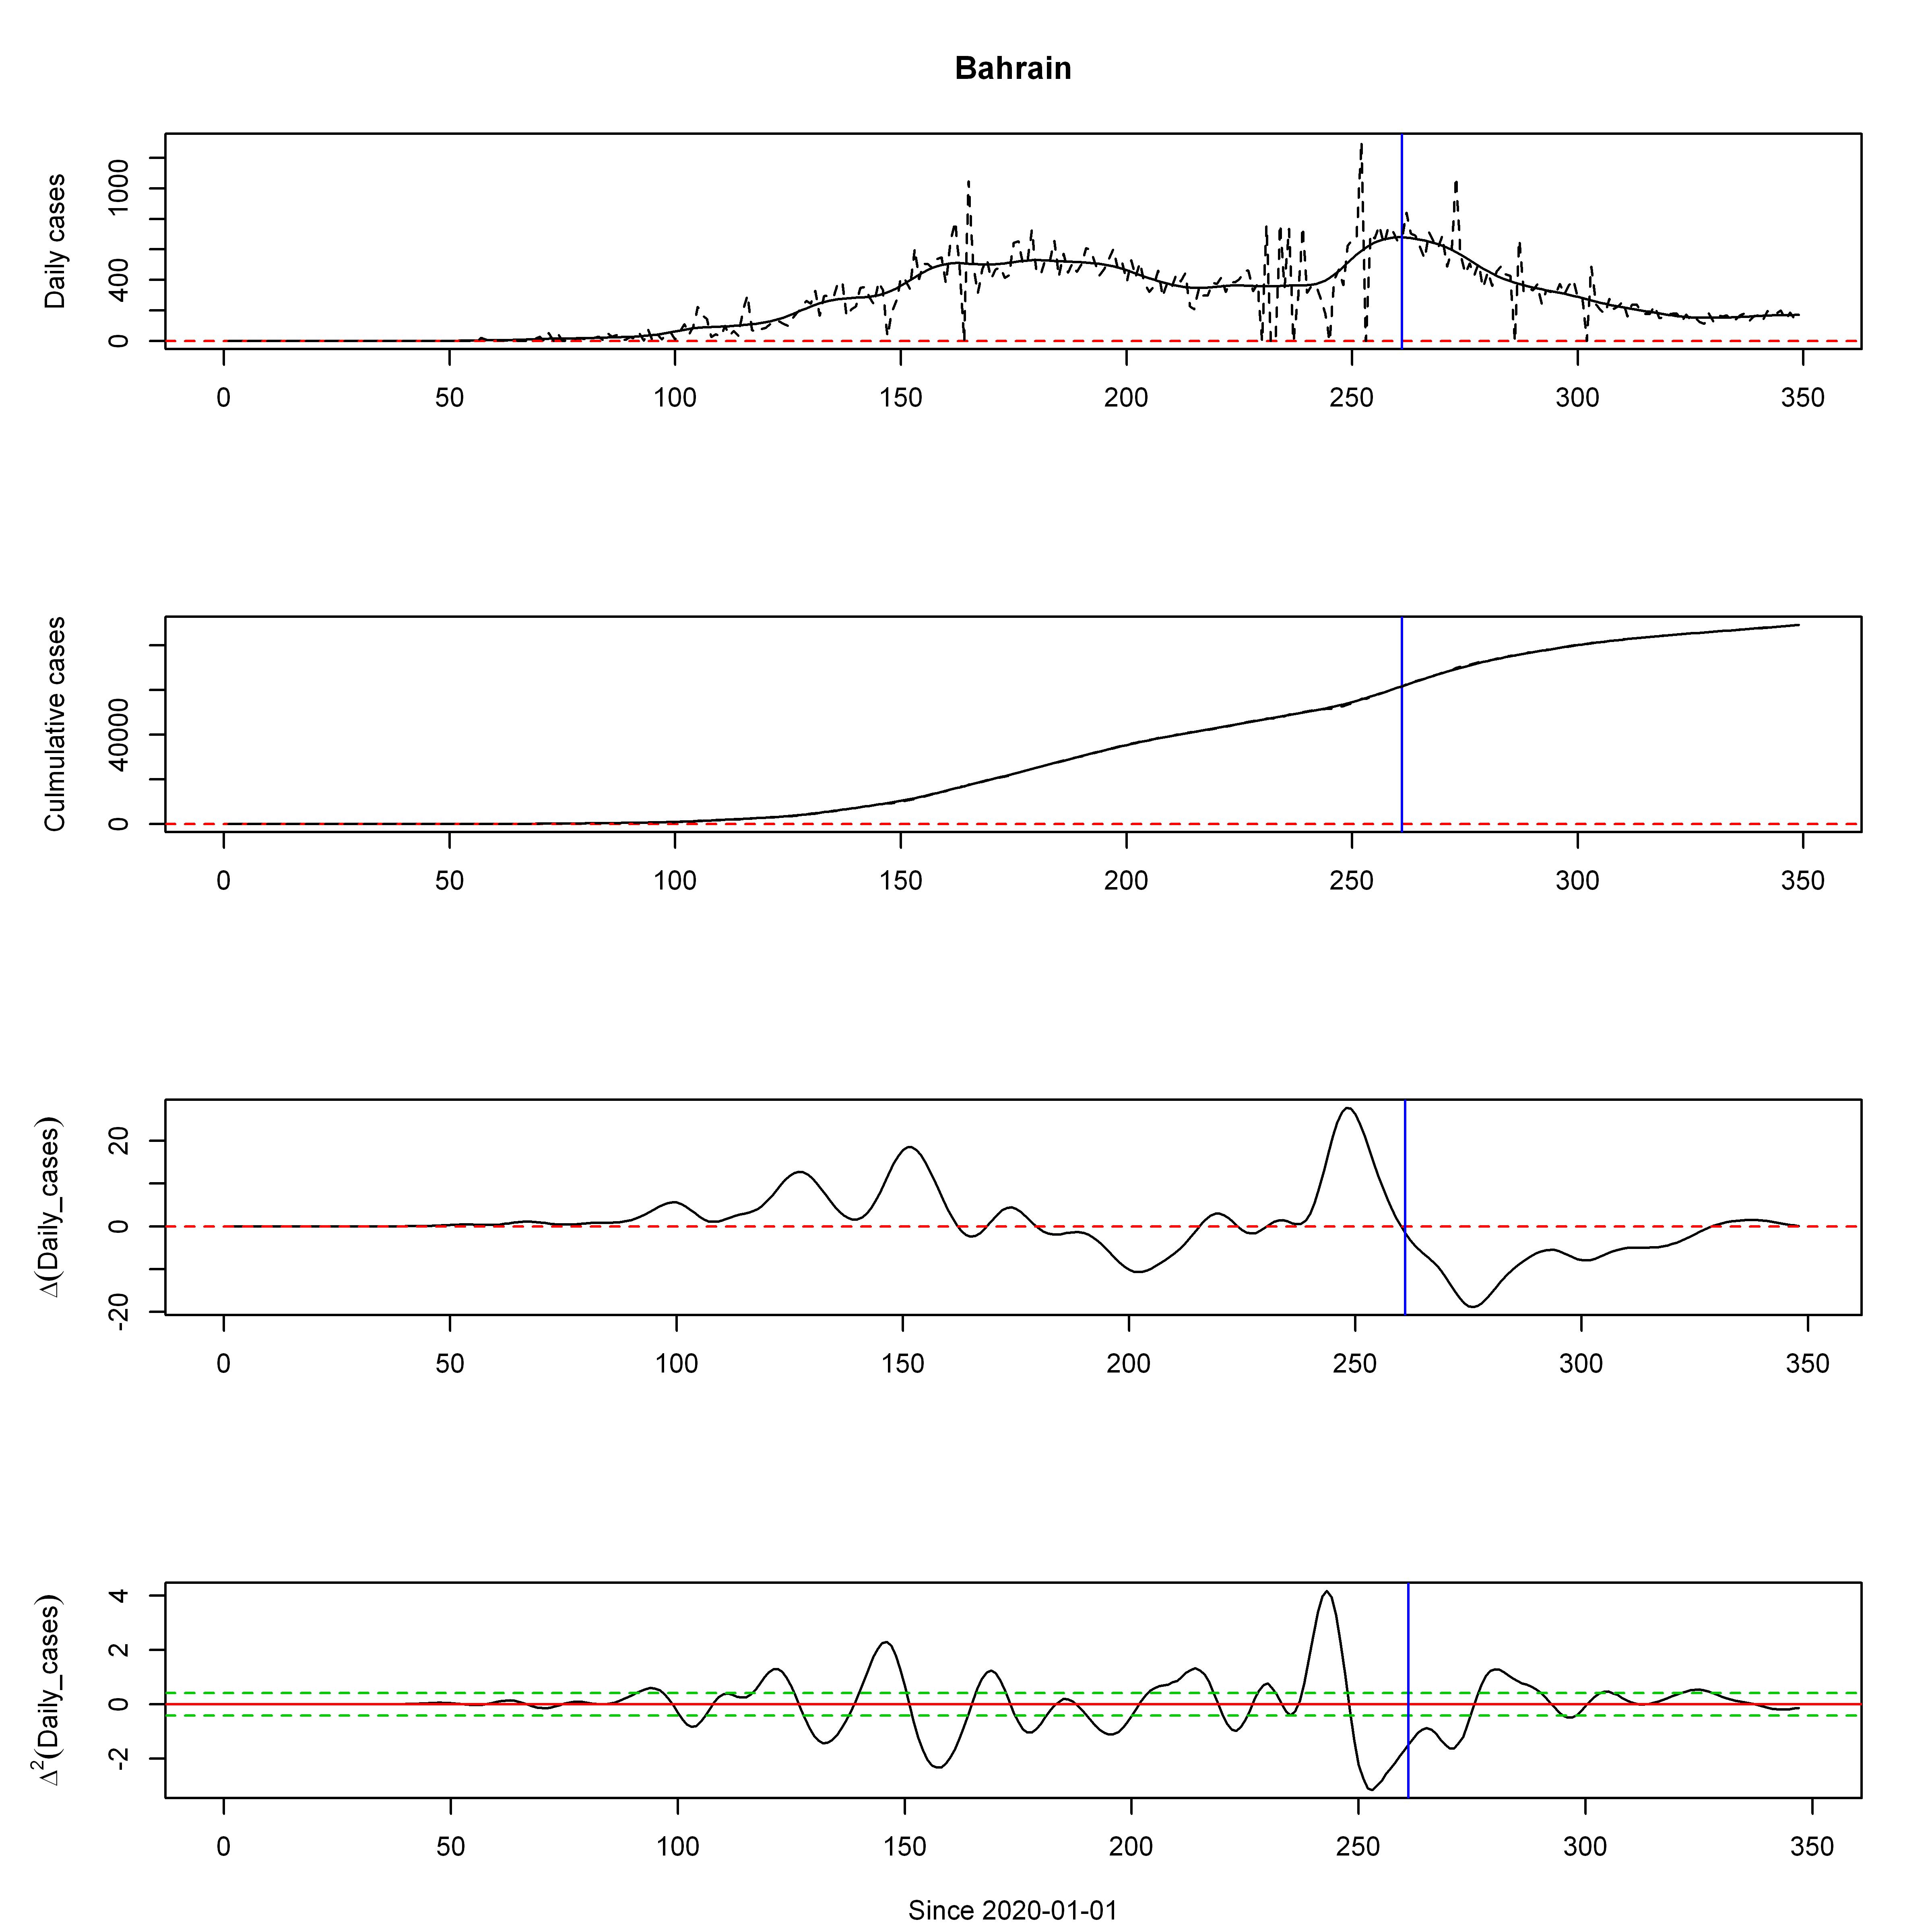 Bahrain
Daily cases
0 400 1000
0 50 100 150 200 250 300 350
Culmulative cases
0 40000
0 50 100 150 200 250 300 350
Δ(Daily_cases)
-20 0 20
0 50 100 150 200 250 300 350
Δ²(Daily_cases)
-2 0 2 4
0 50 100 150 200 250 300 350
Since 2020-01-01